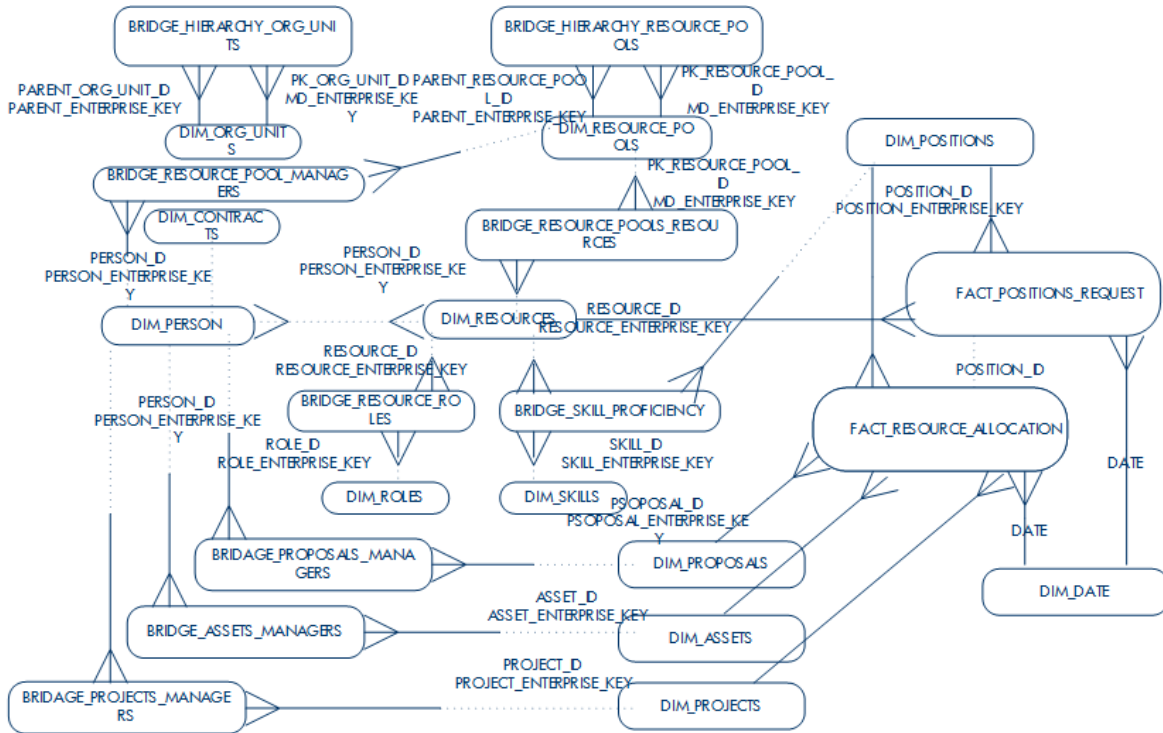 BRIDGE_HIERARCHY_ORG_UNI
TS
BRIDGE_HIERARCHY_RESOURCE_PO
OLS
PARENT_ORG_UNIT_ID
PARENT_ENTERPRISE_KEY
PK_ORG_UNIT_ID
MD_ENTERPRISE_KE
Y
PARENT_RESOURCE_POO
L_ID
PARENT_ENTERPRISE_KEY
PK_RESOURCE_POOL_
ID
MD_ENTERPRISE_KEY
DIM_ORG_UNIT
S
DIM_RESOURCE_PO
OLS
DIM_POSITIONS
BRIDGE_RESOURCE_POOL_MANAG
ERS
PK_RESOURCE_POOL_
ID
MD_ENTERPRISE_KEY
POSITION_ID
POSITION_ENTERPRISE_KEY
DIM_CONTRAC
TS
BRIDGE_RESOURCE_POOLS_RESOU
RCES
PERSON_ID
PERSON_ENTERPRISE_KE
Y
PERSON_ID
PERSON_ENTERPRISE_KE
Y
FACT_POSITIONS_REQUEST
DIM_PERSON
DIM_RESOURCES
RESOURCE_ID
RESOURCE_ENTERPRISE_KEY
RESOURCE_ID
RESOURCE_ENTERPRISE_KEY
POSITION_ID
PERSON_ID
PERSON_ENTERPRISE_KE
Y
BRIDGE_RESOURCE_RO
LES
BRIDGE_SKILL_PROFICIENCY
FACT_RESOURCE_ALLOCATION
ROLE_ID
ROLE_ENTERPRISE_KEY
SKILL_ID
SKILL_ENTERPRISE_KEY
DATE
DIM_ROLES
DIM_SKILLS
PSOPOSAL_ID
PSOPOSAL_ENTERPRISE_KE
Y
DATE
BRIDAGE_PROPOSALS_MANA
GERS
DIM_PROPOSALS
DIM_DATE
ASSET_ID
ASSET_ENTERPRISE_KEY
BRIDGE_ASSETS_MANAGERS
DIM_ASSETS
PROJECT_ID
PROJECT_ENTERPRISE_KEY
BRIDAGE_PROJECTS_MANAGE
RS
DIM_PROJECTS